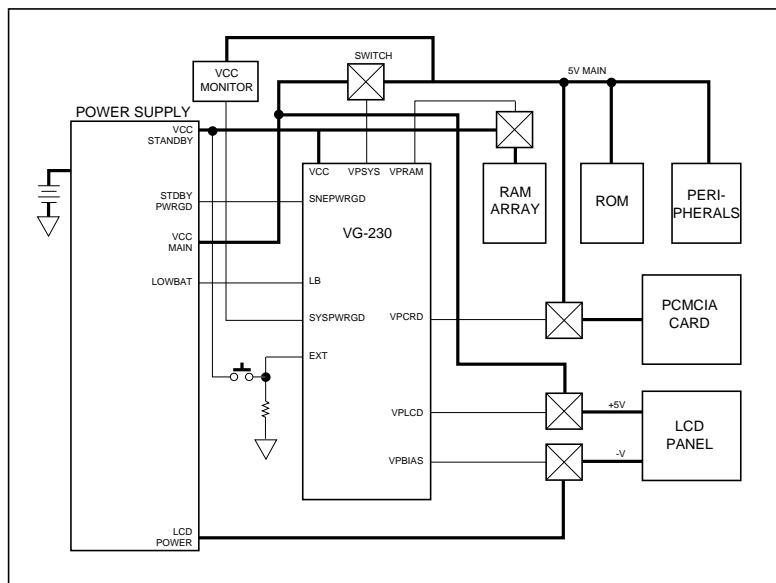 SWITCH
VCC
MONITOR
5V MAIN
POWER SUPPLY
VCC
STANDBY
STDBY
PWRGD
VCC
MAIN
LOWBAT
LCD
POWER
VCC
VPSYS
VPRAM
SNEPWRGD
VG-230
LB
SYSPWRGD
EXT
VPCRD
VPLCD
VPBIAS
RAM
ARRAY
ROM
PERI-
PHERALS
PCMCIA
CARD
+5V
-V
LCD
PANEL